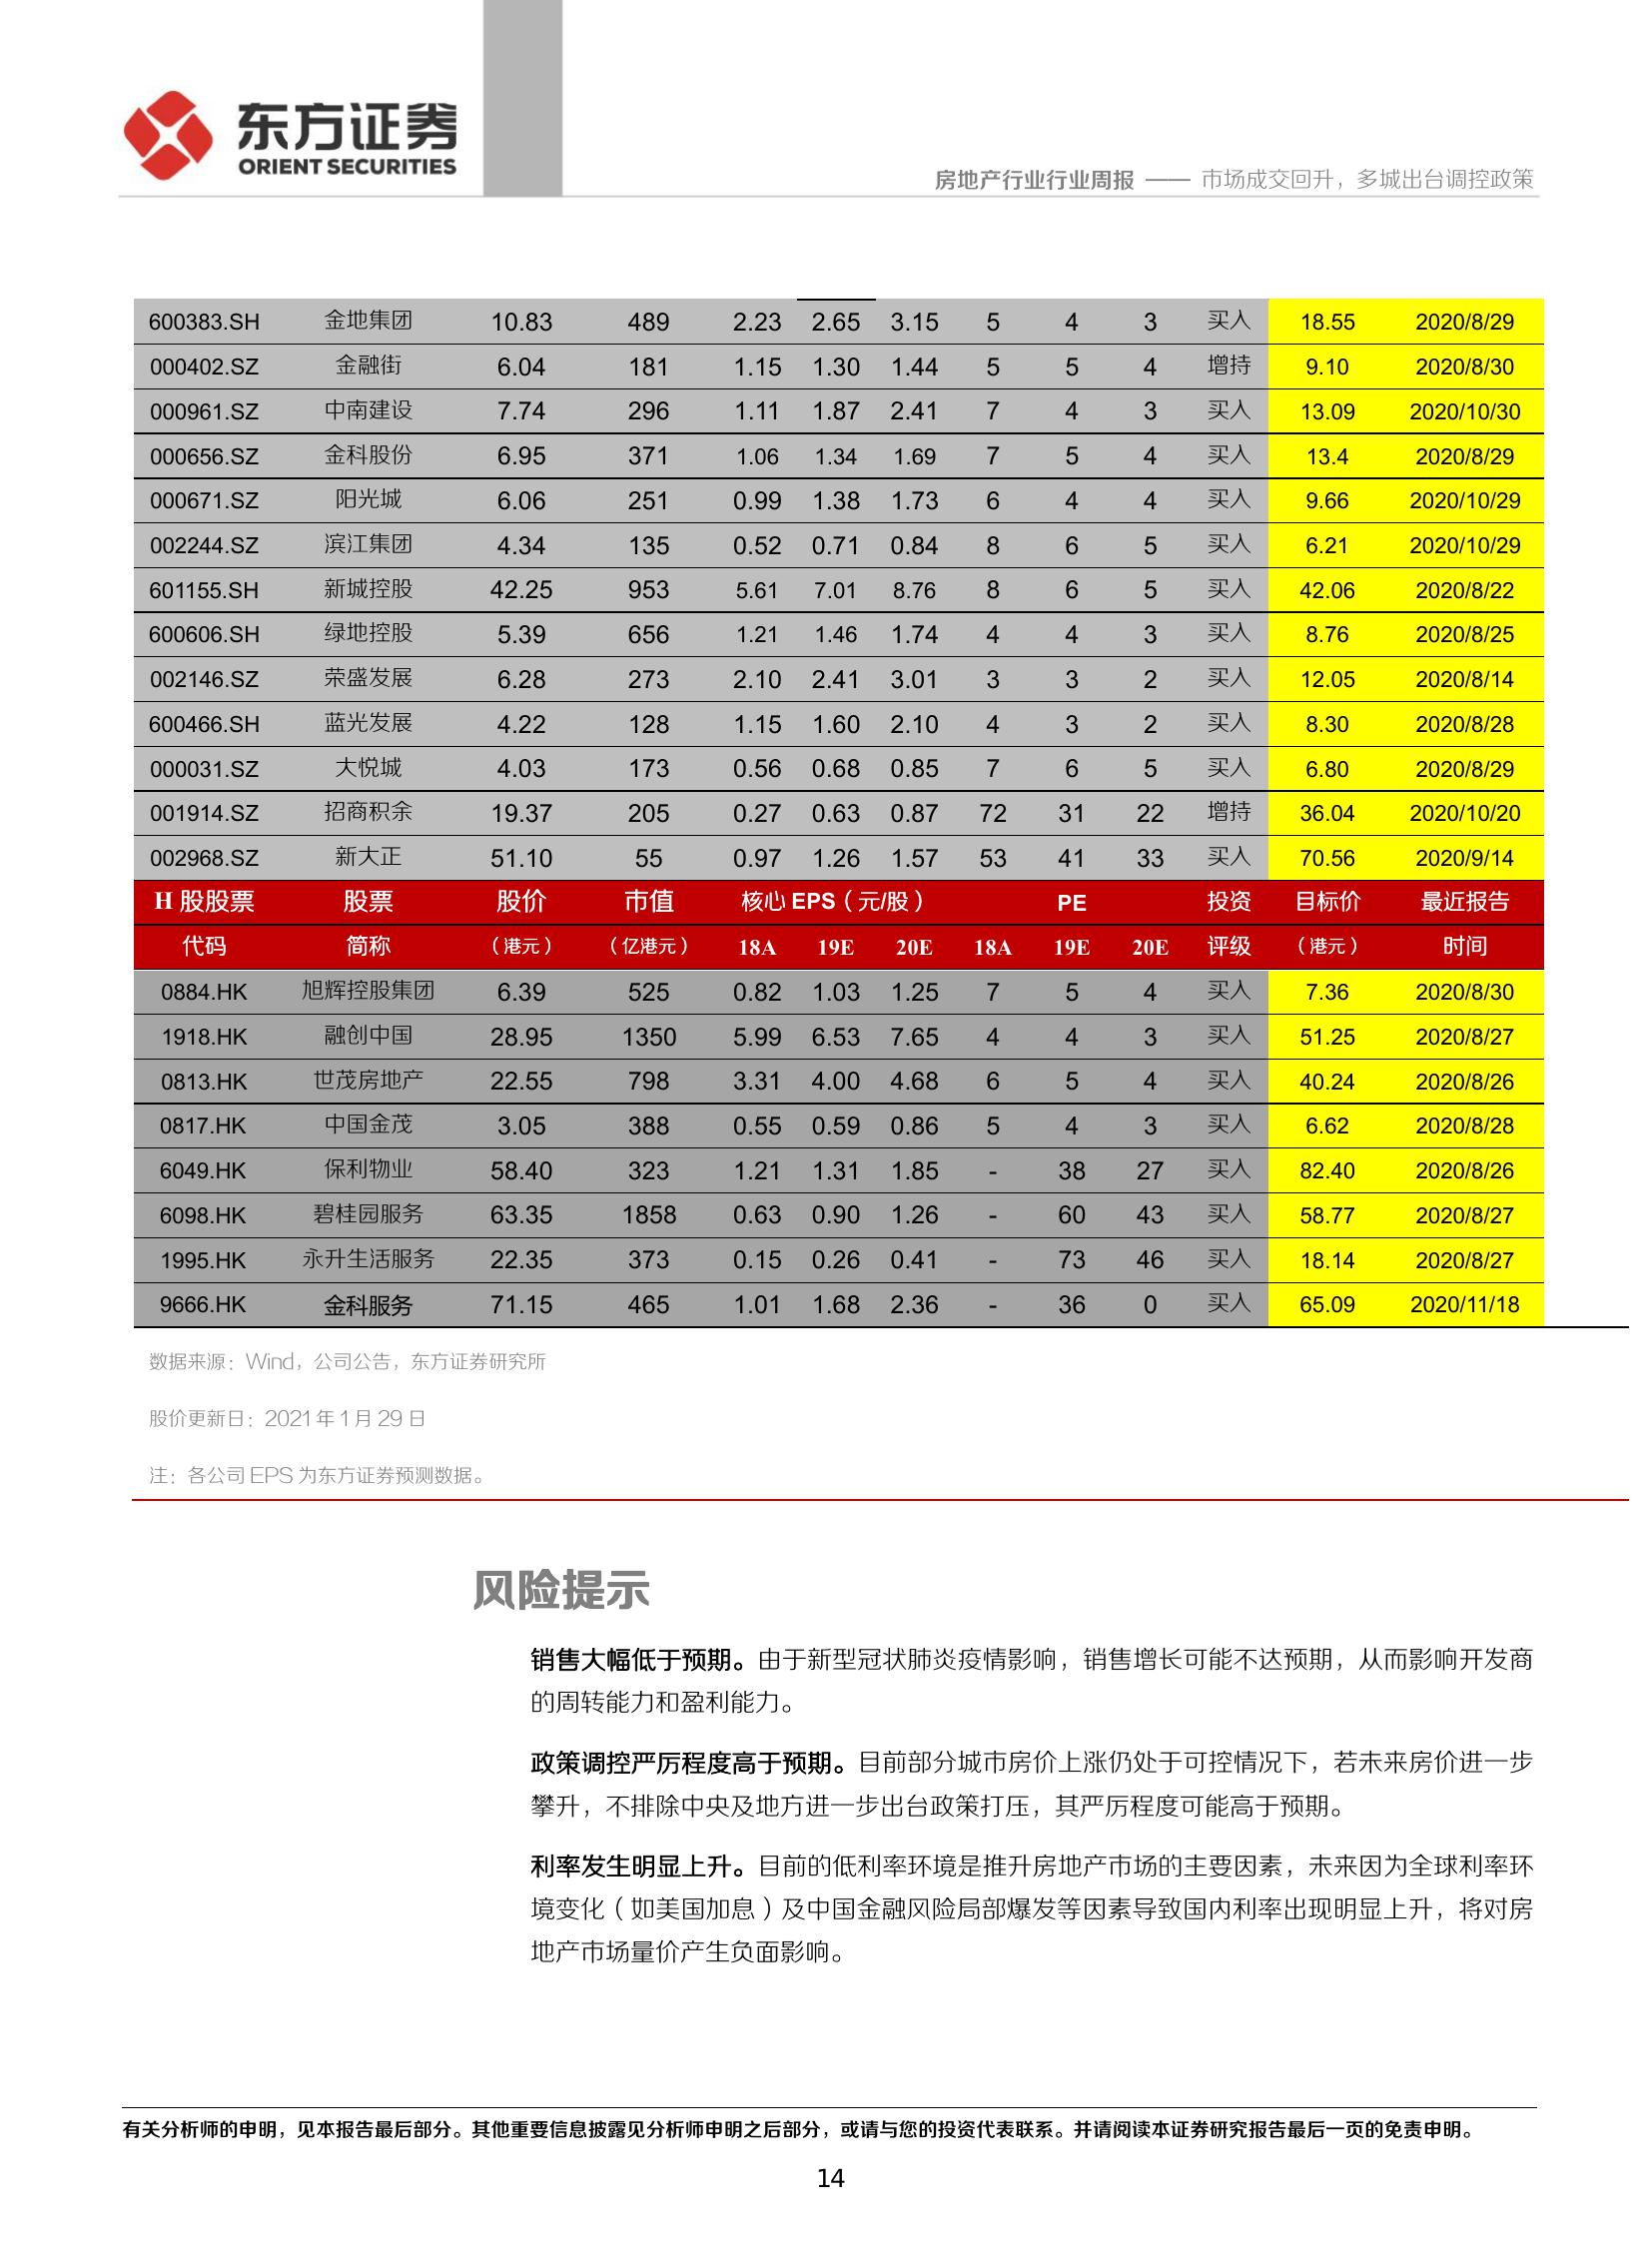 东方证券
ORIENT SECURITIES
房地产行业行业周报 —— 市场成交回升，多城出台调控政策
600383.SH 金地集团 10.83 489 2.23 2.65 3.15 5 4 3 买入 18.55 2020/8/29
000402.SZ 金融街 6.04 181 1.15 1.30 1.44 5 5 4 增持 9.10 2020/8/30
000961.SZ 中南建设 7.74 296 1.11 1.87 2.41 7 4 3 买入 13.09 2020/10/30
000656.SZ 金科股份 6.95 371 1.06 1.34 1.69 7 5 4 买入 13.4 2020/8/29
000671.SZ 阳光城 6.06 251 0.99 1.38 1.73 6 4 4 买入 9.66 2020/10/29
002244.SZ 滨江集团 4.34 135 0.52 0.71 0.84 8 6 5 买入 6.21 2020/10/29
601155.SH 新城控股 42.25 953 5.61 7.01 8.76 8 6 5 买入 42.06 2020/8/22
600606.SH 绿地控股 5.39 656 1.21 1.46 1.74 4 4 3 买入 8.76 2020/8/25
002146.SZ 荣盛发展 6.28 273 2.10 2.41 3.01 3 3 2 买入 12.05 2020/8/14
600466.SH 蓝光发展 4.22 128 1.15 1.60 2.10 4 3 2 买入 8.30 2020/8/28
000031.SZ 大悦城 4.03 173 0.56 0.68 0.85 7 6 5 买入 6.80 2020/8/29
001914.SZ 招商积余 19.37 205 0.27 0.63 0.87 72 31 22 增持 36.04 2020/10/20
002968.SZ 新大正 51.10 55 0.97 1.26 1.57 53 41 33 买入 70.56 2020/9/14
H 股股票 股票 股价 市值 核心 EPS（元/股） PE 投资 目标价 最近报告
代码 简称 （港元） （亿港元） 18A 19E 20E 18A 19E 20E 评级 （港元） 时间
0884.HK 旭辉控股集团 6.39 525 0.82 1.03 1.25 7 5 4 买入 7.36 2020/8/30
1918.HK 融创中国 28.95 1350 5.99 6.53 7.65 4 4 3 买入 51.25 2020/8/27
0813.HK 世茂房地产 22.55 798 3.31 4.00 4.68 6 5 4 买入 40.24 2020/8/26
0817.HK 中国金茂 3.05 388 0.55 0.59 0.86 5 4 3 买入 6.62 2020/8/28
6049.HK 保利物业 58.40 323 1.21 1.31 1.85 - 38 27 买入 82.40 2020/8/26
6098.HK 碧桂园服务 63.35 1858 0.63 0.90 1.26 - 60 43 买入 58.77 2020/8/27
1995.HK 永升生活服务 22.35 373 0.15 0.26 0.41 - 73 46 买入 18.14 2020/8/27
9666.HK 金科服务 71.15 465 1.01 1.68 2.36 - 36 0 买入 65.09 2020/11/18
数据来源：Wind，公司公告，东方证券研究所
股价更新日：2021 年 1 月 29 日
注：各公司 EPS 为东方证券预测数据。
风险提示
销售大幅低于预期。由于新型冠状肺炎疫情影响，销售增长可能不达预期，从而影响开发商
的周转能力和盈利能力。
政策调控严厉程度高于预期。目前部分城市房价上涨仍处于可控情况下，若未来房价进一步
攀升，不排除中央及地方进一步出台政策打压，其严厉程度可能高于预期。
利率发生明显上升。目前的低利率环境是推升房地产市场的主要因素，未来因为全球利率环
境变化（如美国加息）及中国金融风险局部爆发等因素导致国内利率出现明显上升，将对房
地产市场量价产生负面影响。
有关分析师的申明，见本报告最后部分。其他重要信息披露见分析师申明之后部分，或请与您的投资代表联系。并请阅读本证券研究报告最后一页的免责申明。
14